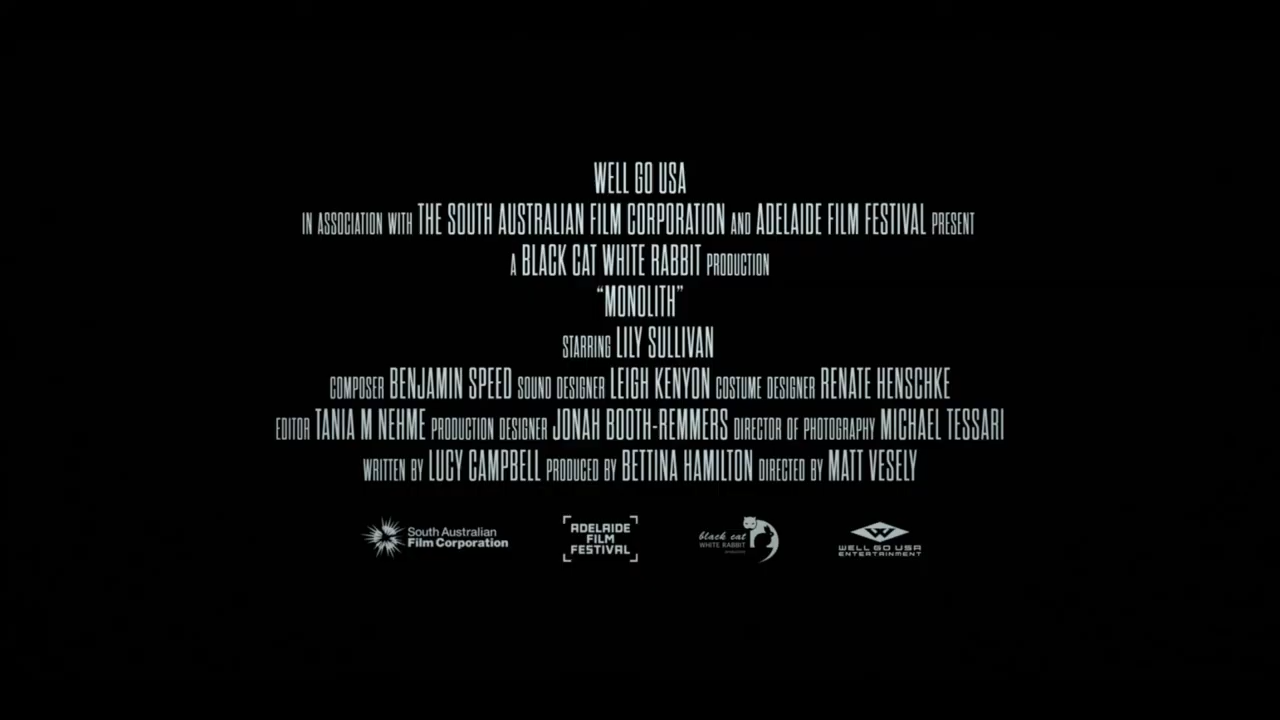 WELL GO USA
IN ASSOCIATION WITH THE SOUTH AUSTRALIAN FILM CORPORATION AND ADELAIDE FILM FESTIVAL PRESENT
A BLACK CAT WHITE RABBIT PRODUCTION
“MONOLITH”
STARRING LILY SULLIVAN
COMPOSER BENJAMIN SPEED SOUND DESIGNER LEIGH KENYON COSTUME DESIGNER RENATE HENSCHKE
EDITOR TANIA M NEHME PRODUCTION DESIGNER JONAH BOOTH-REMMERS DIRECTOR OF PHOTOGRAPHY MICHAEL TESSARI
WRITTEN BY LUCY CAMPBELL PRODUCED BY BETTINA HAMILTON DIRECTED BY MATT VESELY
South Australian
Film Corporation
ADELAIDE
FILM
FESTIVAL
black cat
WHITE RABBIT
WELL GO USA
ENTERTAINMENT